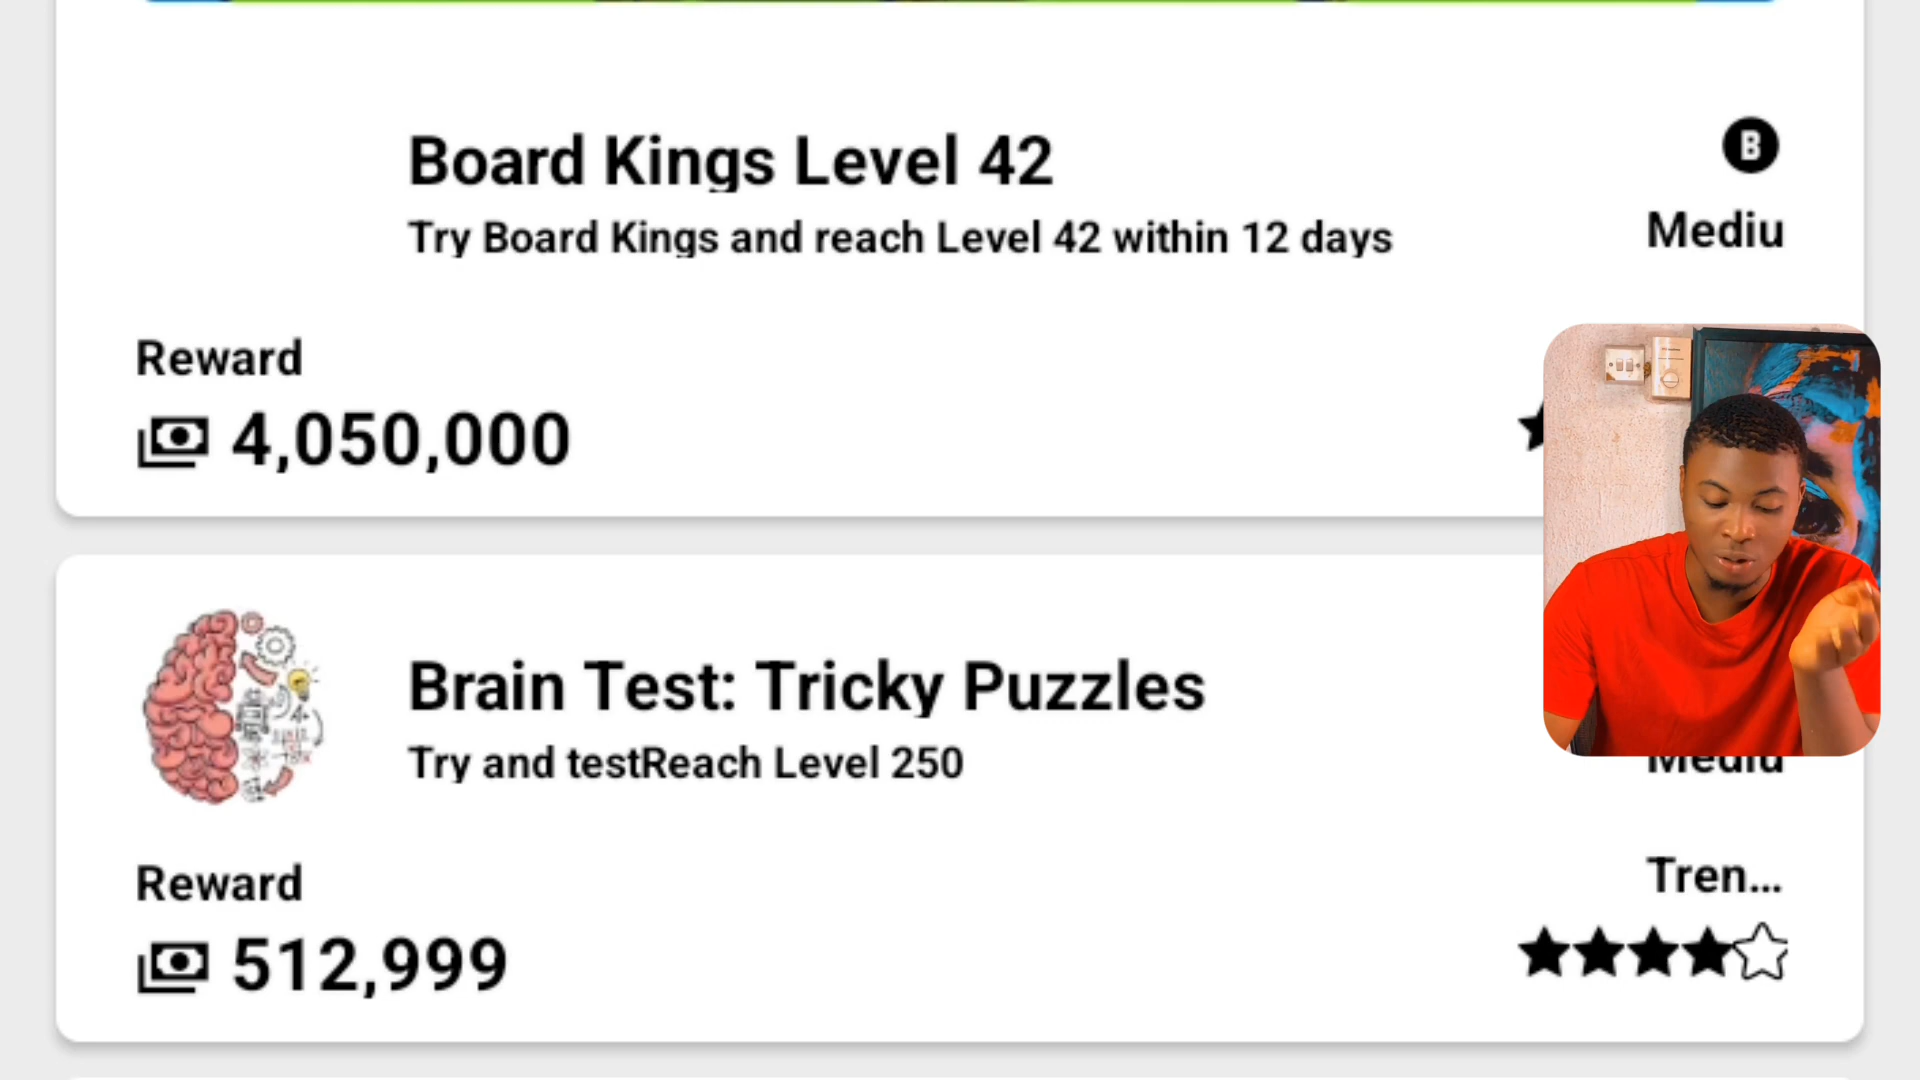 Board Kings Level 42
B
Try Board Kings and reach Level 42 within 12 days
Mediu
Reward
4,050,000
Brain Test: Tricky Puzzles
Try and testReach Level 250
Mediu
Reward
Tren...
512,999